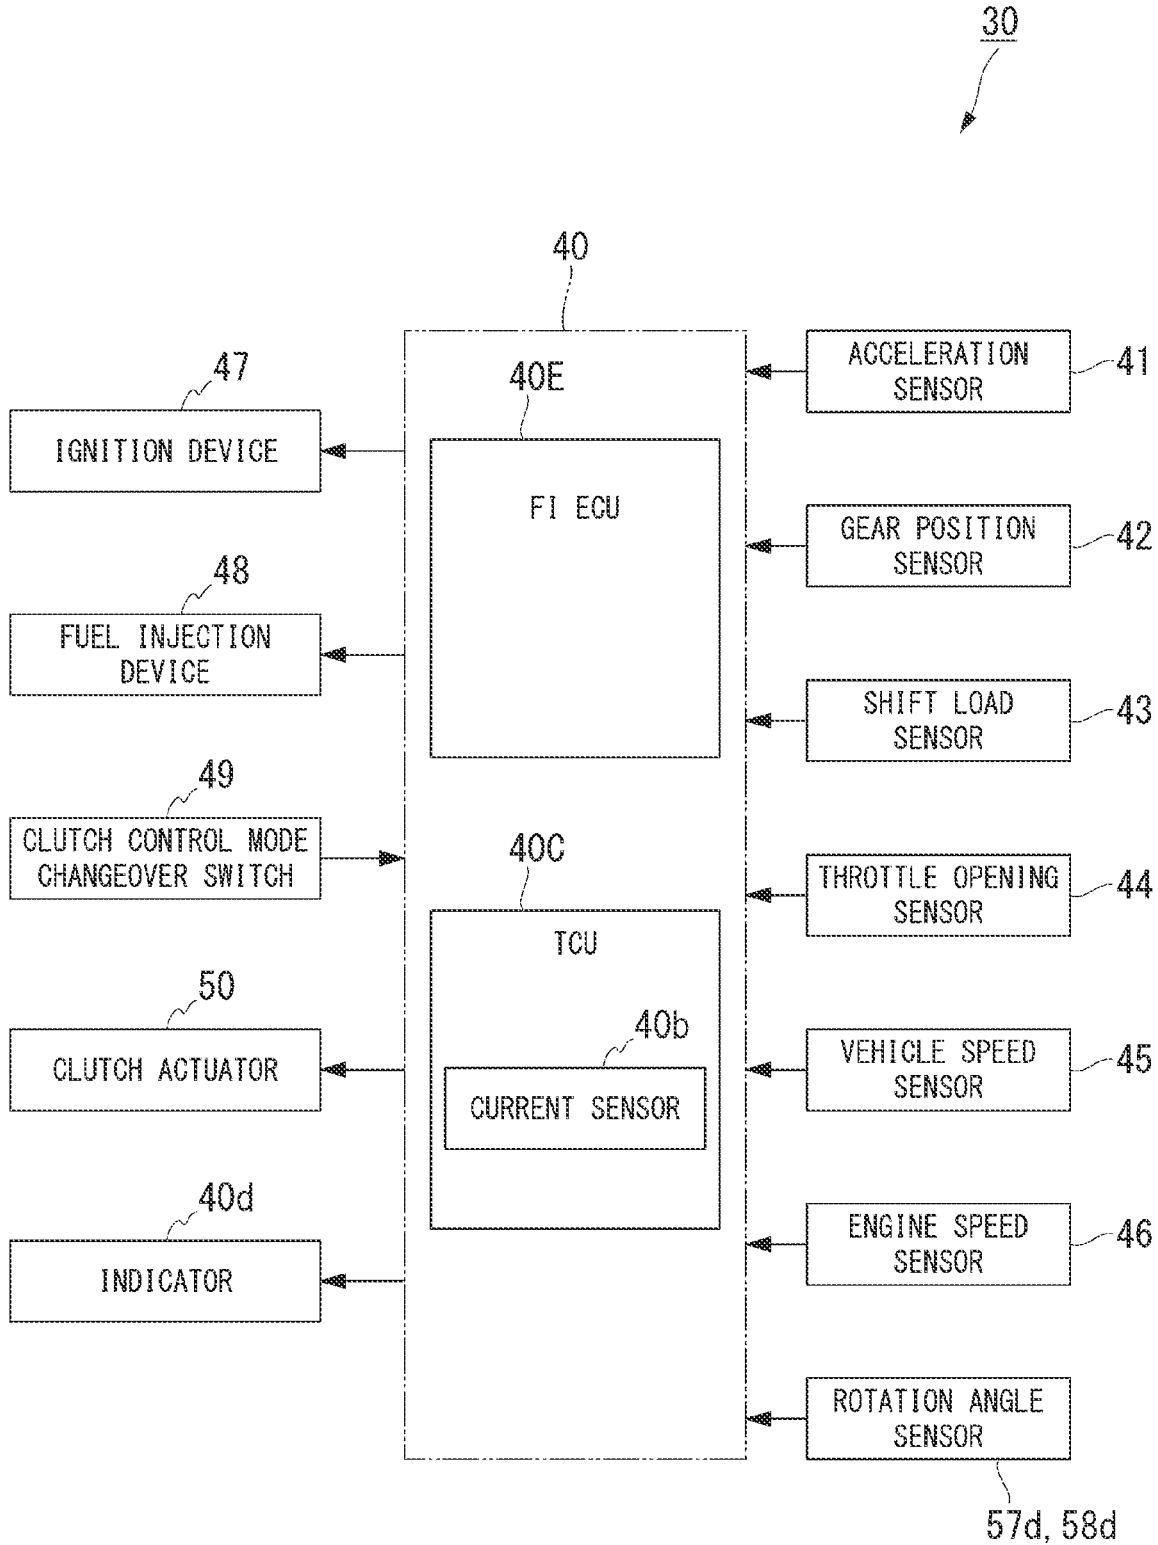 30
40
47
IGNITION DEVICE
48
FUEL INJECTION
DEVICE
49
CLUTCH CONTROL MODE
CHANGEOVER SWITCH
50
CLUTCH ACTUATOR
40d
INDICATOR
40E
FI ECU
40C
TCU
40b
CURRENT SENSOR
ACCELERATION
SENSOR
41
GEAR POSITION
SENSOR
42
SHIFT LOAD
SENSOR
43
THROTTLE OPENING
SENSOR
44
VEHICLE SPEED
SENSOR
45
ENGINE SPEED
SENSOR
46
ROTATION ANGLE
SENSOR
57d, 58d